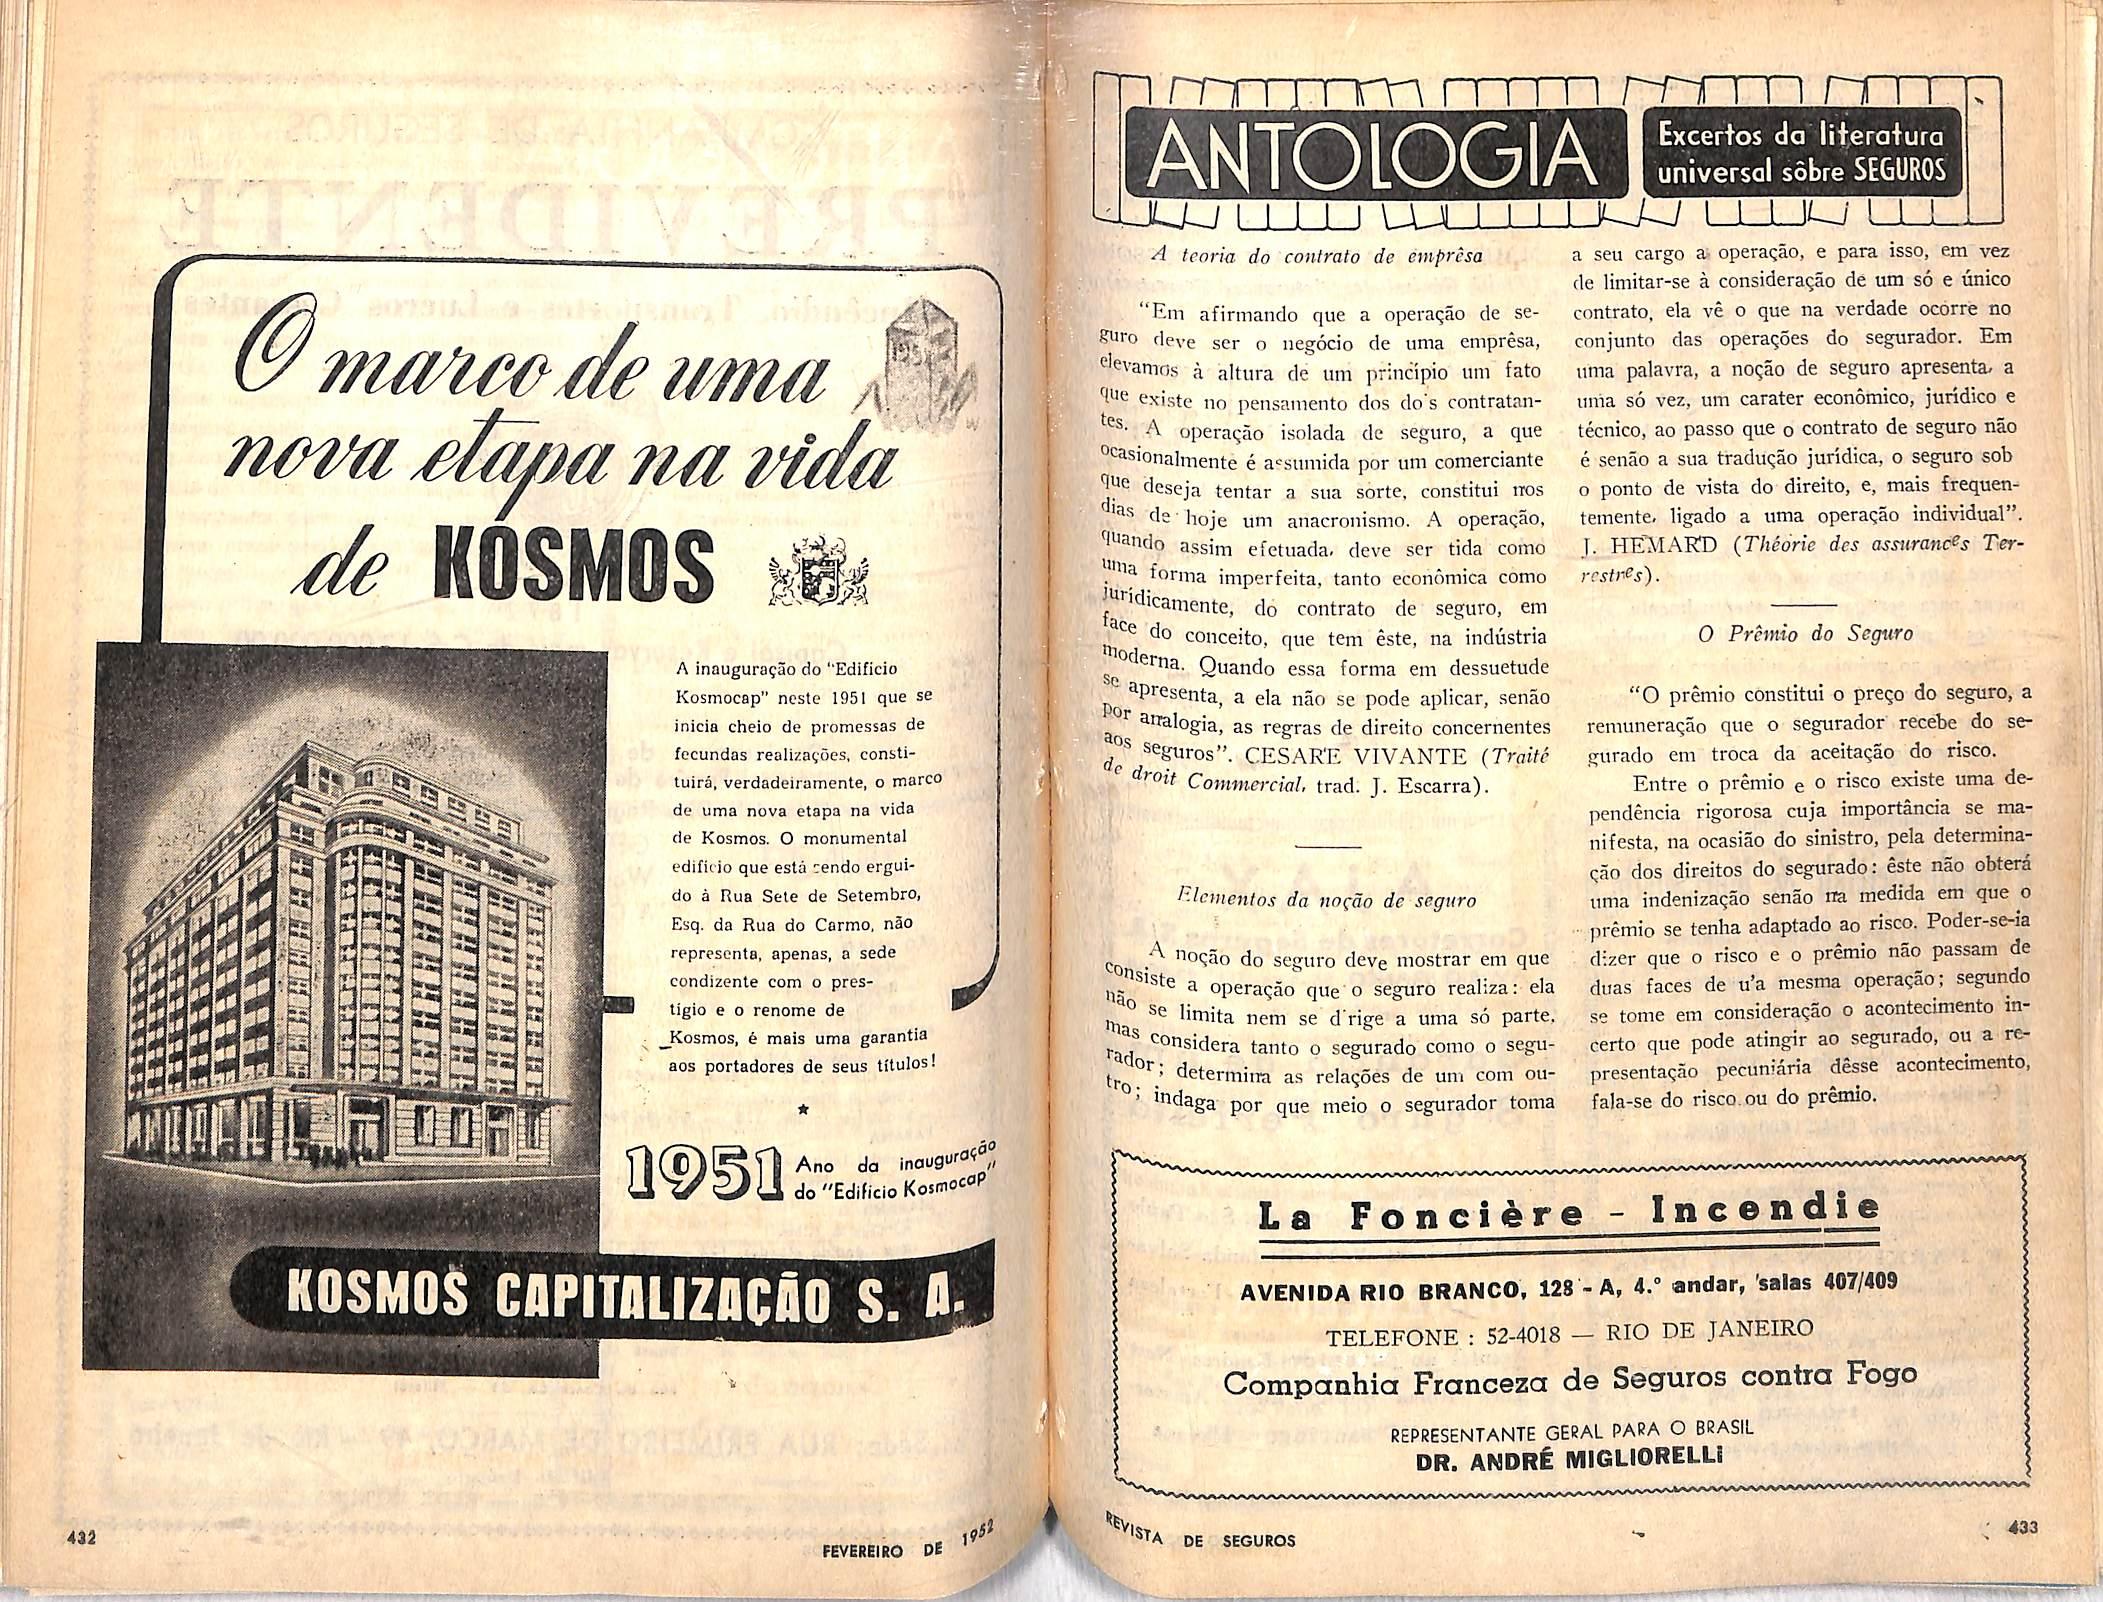 O marco de uma
nova etapa na vida
de KOSMOS
1951
A inauguração do "Edificio
Kosmocap" neste 1951 que se
inicia cheio de promessas de
fecundas realizações, consti-
tuirá, verdadeiramente, o marco
de uma nova etapa na vida
de Kosmos. O monumental
edificio que está sendo ergui-
do à Rua Sete de Setembro,
Esq. da Rua do Carmo, não
representa, apenas, a sede
condizente com o pres-
tígio e o renome de
Kosmos, é mais uma garantia
aos portadores de seus títulos!
1951 Ano da inauguração
do "Edificio Kosmocap"
KOSMOS CAPITALIZAÇÃO S. A.
432
FEVEREIRO DE 1952
ANTOLOGIA
Excertos da literatura
universal sôbre SEGUROS
A teoria do contrato de emprêsa
"Em afirmando que a operação de se-
guro deve ser o negócio de uma emprêsa,
elevamos à altura de um princípio um fato
que existe no pensamento dos do's contratan-
tes. A operação isolada de seguro, a que
ocasionalmente é assumida por um comerciante
que deseja tentar a sua sorte, constitui nos
dias de hoje um anacronismo. A operação,
quando assim efetuada, deve ser tida como
uma forma imperfeita, tanto econômica como
jurídicamente, do contrato de seguro, em
face do conceito, que tem êste, na indústria
moderna. Quando essa forma em dessuetude
se apresenta, a ela não se pode aplicar, senão
por analogia, as regras de direito concernentes
aos seguros". CESARE VIVANTE (Traité
de droit Commercial, trad. J. Escarra).
Elementos da noção de seguro
A noção do seguro deve mostrar em que
consiste a operação que o seguro realiza: ela
não se limita nem se d'rige a uma só parte,
mas considera tanto o segurado como o segu-
rador; determina as relações de um com ou-
tro; indaga por que meio o segurador toma
a seu cargo a operação, e para isso, em vez
de limitar-se à consideração de um só e único
contrato, ela vê o que na verdade ocorre no
conjunto das operações do segurador. Em
uma palavra, a noção de seguro apresenta, a
uma só vez, um carater econômico, jurídico e
técnico, ao passo que o contrato de seguro não
é senão a sua tradução jurídica, o seguro sob
o ponto de vista do direito, e, mais frequen-
temente, ligado a uma operação individual".
J. HEMARD (Théorie des assurances Ter-
restres).
O Prêmio do Seguro
"O prêmio constitui o preço do seguro, a
remuneração que o segurador recebe do se-
gurado em troca da aceitação do risco.
Entre o prêmio e o risco existe uma de-
pendência rigorosa cuja importância se ma-
nifesta, na ocasião do sinistro, pela determina-
ção dos direitos do segurado: êste não obterá
uma indenização senão na medida em que o
prêmio se tenha adaptado ao risco. Poder-se-ia
dizer que o risco e o prêmio não passam de
duas faces de u'a mesma operação; segundo
se tome em consideração o acontecimento in-
certo que pode atingir ao segurado, ou a re-
presentação pecuniária dêsse acontecimento,
fala-se do risco ou do prêmio.
La Foncière - Incendie
AVENIDA RIO BRANCO, 128 - A, 4.º andar, salas 407/409
TELEFONE : 52-4018 — RIO DE JANEIRO
Companhia Franceza de Seguros contra Fogo
REPRESENTANTE GERAL PARA O BRASIL
DR. ANDRÉ MIGLIORELLI
REVISTA DE SEGUROS
433